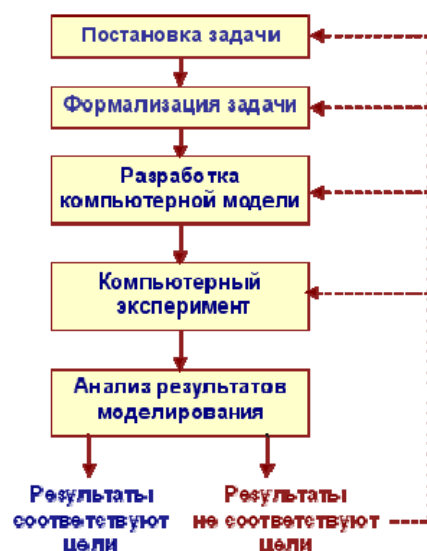 Постановка задачи
Формализация задачи
Разработка
компьютерной модели
Компьютерный
эксперимент
Анализ результатов
моделирования
Результаты
соответствуют
цели
Результаты
не соответствуют
цели